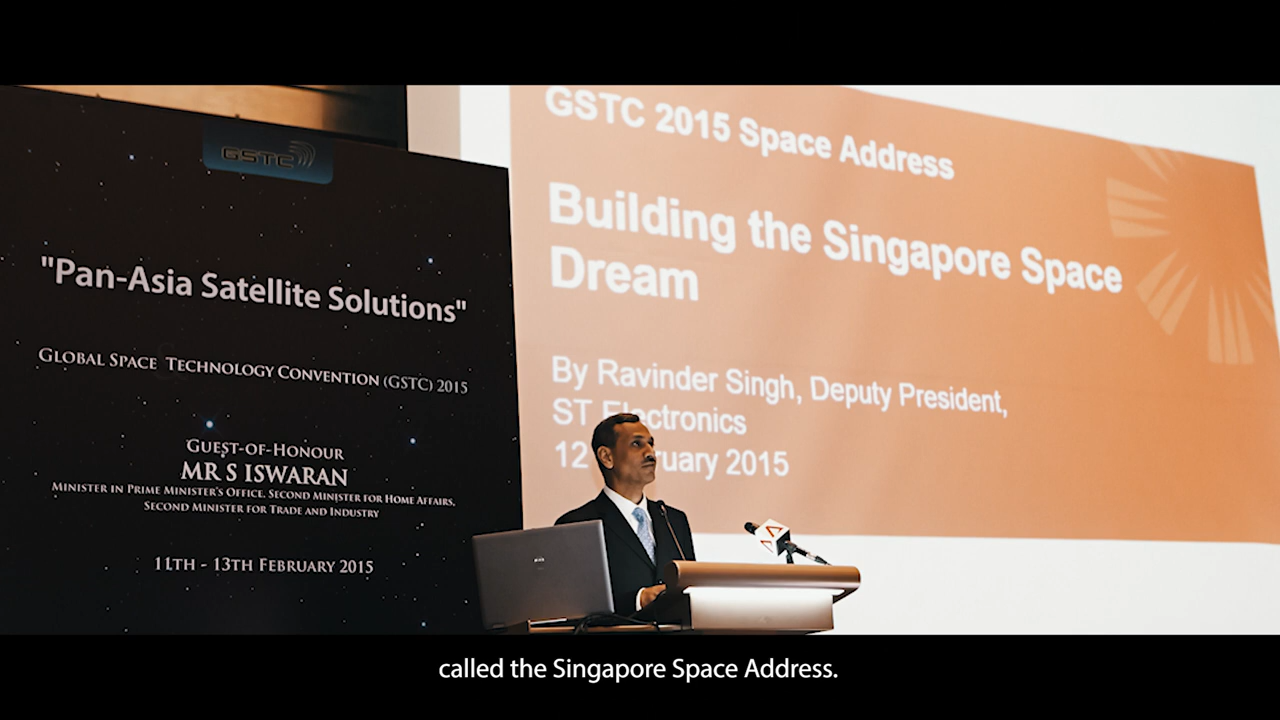 GSTC
"Pan-Asia Satellite Solutions"
Global Space Technology Convention (GSTC) 2015
Guest-of-Honour
MR S ISWARAN
Minister in Prime Minister's Office, Second Minister for Home Affairs,
Second Minister for Trade and Industry
11th - 13th February 2015
GSTC 2015 Space Address
Building the Singapore Space
Dream
By Ravinder Singh, Deputy President,
ST Electronics
12 February 2015
called the Singapore Space Address.